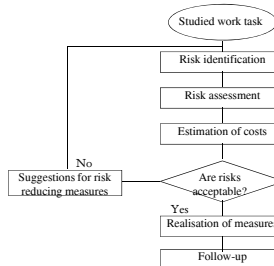 Studied work task
Risk identification
Risk assessment
Estimation of costs
No
Suggestions for risk
reducing measures
Are risks
acceptable?
Yes
Realisation of measures
Follow-up